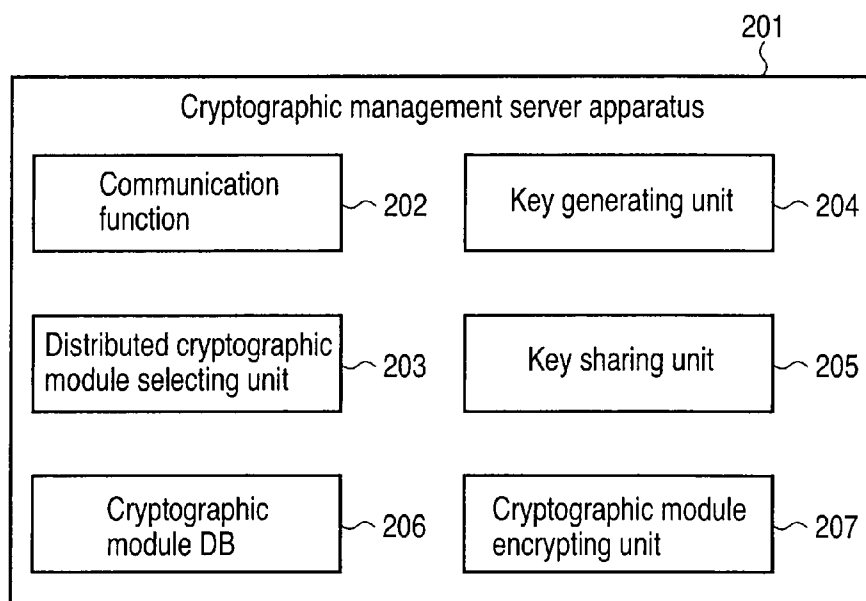 201
Cryptographic management server apparatus
Communication
function
202
Key generating unit
204
Distributed cryptographic
module selecting unit
203
Key sharing unit
205
Cryptographic
module DB
206
Cryptographic module
encrypting unit
207